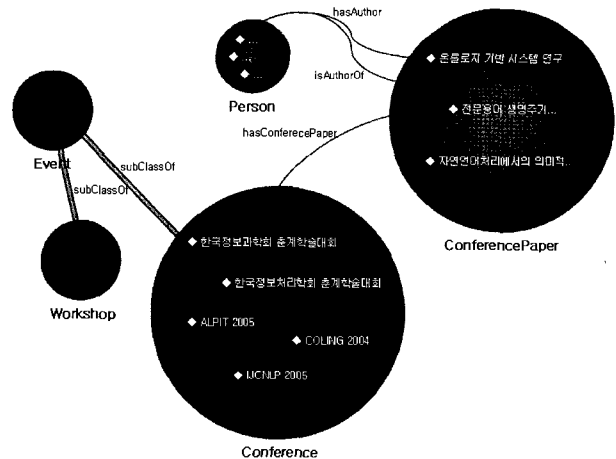 hasAuthor
◆ 온톨로지 기반 시스템 연구
isAuthorOf
Person
◆ 전문용어 생명주기...
hasConferecePaper
Event
subClassOf
◆ 자연언어처리에서의 의미적...
subClassOf
◆ 한국정보과학회 춘계학술대회
ConferencePaper
◆ 한국정보처리학회 춘계학술대회
Workshop
◆ ALPIT 2005
◆ COLING 2004
◆ IJCNLP 2005
Conference